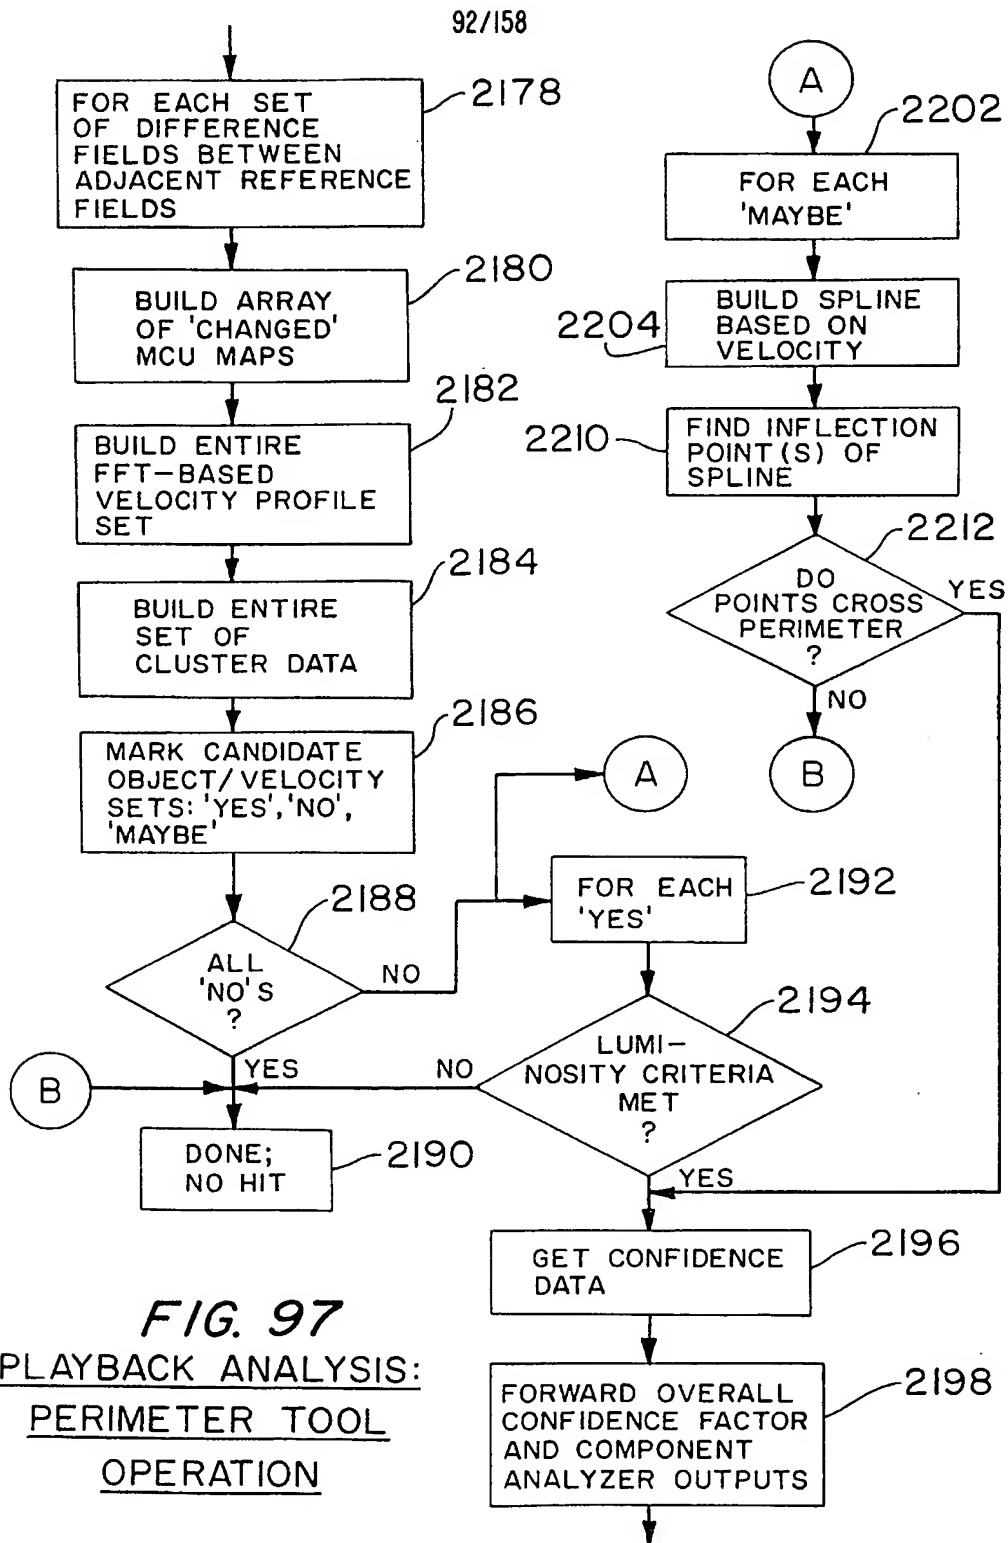 92/158
FOR EACH SET
OF DIFFERENCE
FIELDS BETWEEN
ADJACENT REFERENCE
FIELDS
2178
BUILD ARRAY
OF 'CHANGED'
MCU MAPS
2180
BUILD ENTIRE
FFT-BASED
VELOCITY PROFILE
SET
2182
BUILD ENTIRE
SET OF
CLUSTER DATA
2184
MARK CANDIDATE
OBJECT/VELOCITY
SETS: 'YES', 'NO',
'MAYBE'
2186
ALL
'NO'S
?
2188
NO
YES
B
DONE;
NO HIT
2190
A
FOR EACH
'YES'
2192
LUMI-
NOSITY CRITERIA
MET
?
2194
NO
YES
GET CONFIDENCE
DATA
2196
FORWARD OVERALL
CONFIDENCE FACTOR
AND COMPONENT
ANALYZER OUTPUTS
2198
A
FOR EACH
'MAYBE'
2202
BUILD SPLINE
BASED ON
VELOCITY
2204
FIND INFLECTION
POINT(S) OF
SPLINE
2210
DO
POINTS CROSS
PERIMETER
?
2212
YES
NO
B
FIG. 97
PLAYBACK ANALYSIS:
PERIMETER TOOL
OPERATION